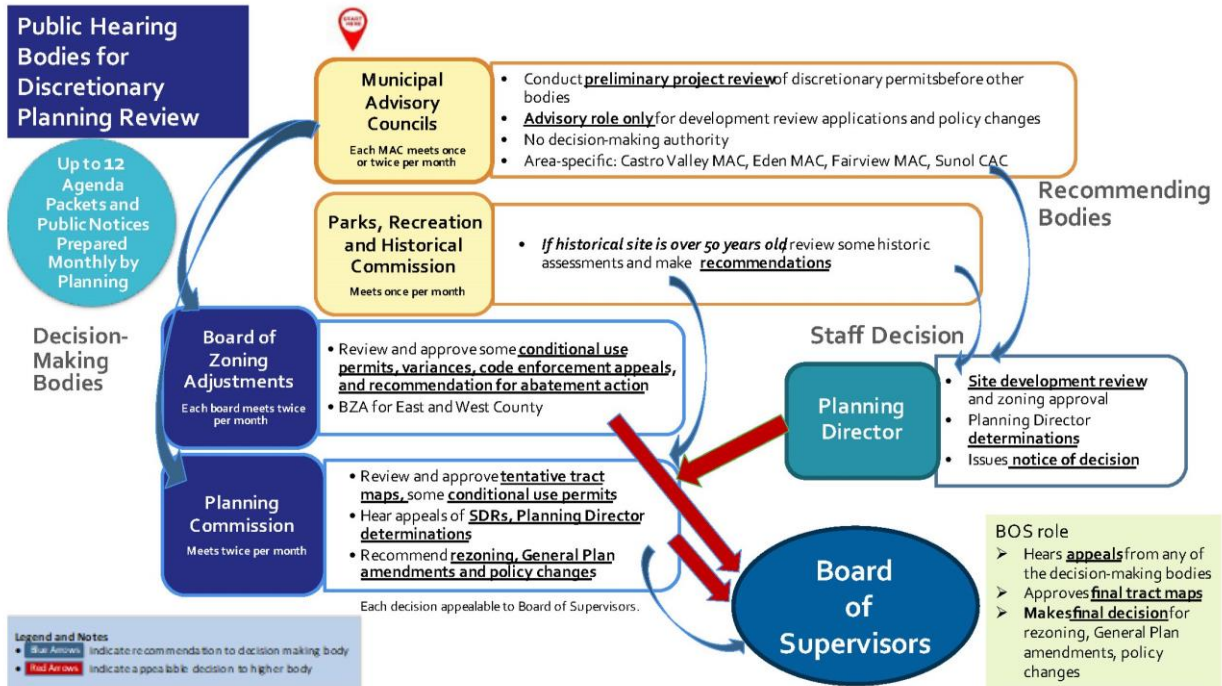 Public Hearing
Bodies for
Discretionary
Planning Review
START
HERE
Up to 12
Agenda
Packets and
Public Notices
Prepared
Monthly by
Planning
Municipal
Advisory
Councils
Each MAC meets once
or twice per month
• Conduct preliminary project review of discretionary permitsbefore other
bodies
• Advisory role only for development review applications and policy changes
• No decision-making authority
• Area-specific: Castro Valley MAC, Eden MAC, Fairview MAC, Sunol CAC
Recommending
Bodies
Parks, Recreation
and Historical
Commission
Meets once per month
• If historical site is over 50 years old, review some historic
assessments and make recommendations
Decision-
Making
Bodies
Board of
Zoning
Adjustments
Each board meets twice
per month
• Review and approve some conditional use
permits, variances, code enforcement appeals,
and recommendation for abatement action
• BZA for East and West County
Staff Decision
Planning
Director
• Site development review
and zoning approval
• Planning Director
determinations
• Issues notice of decision
Planning
Commission
Meets twice per month
• Review and approve tentative tract
maps, some conditional use permits
• Hear appeals of SDRs, Planning Director
determinations
• Recommend rezoning, General Plan
amendments and policy changes
Each decision appealable to Board of Supervisors.
Board
of
Supervisors
BOS role
➢ Hears appeals from any of
the decision-making bodies
➢ Approves final tract maps
➢ Makes final decision for
rezoning, General Plan
amendments, policy
changes
Legend and Notes
• Blue Arrows indicate recommendation to decision making body
• Red Arrows indicate appealable decision to higher body